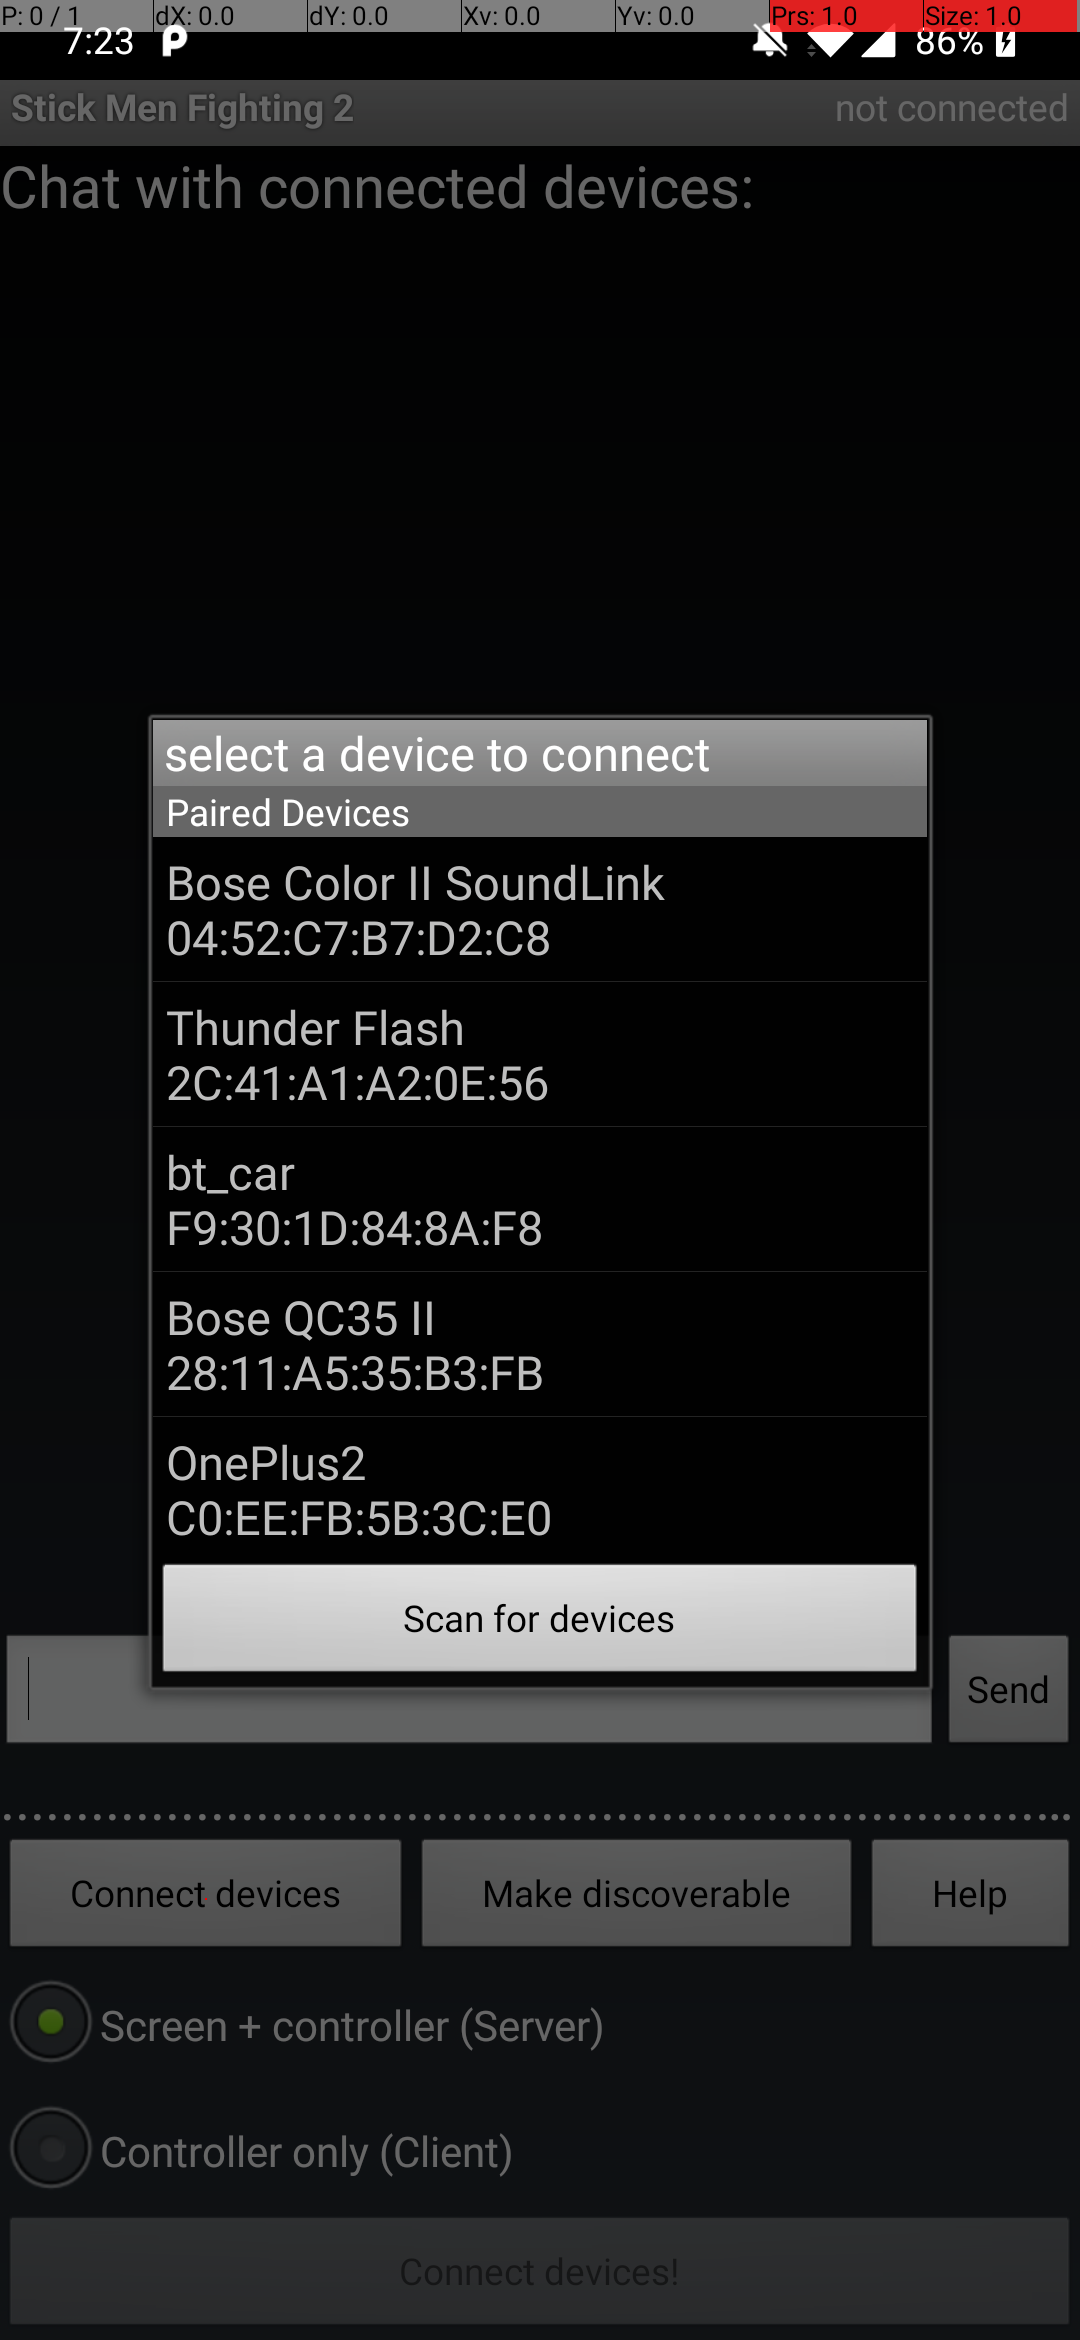 P: 0 / 1 dX: 0.0 dY: 0.0 Xv: 0.0 Yv: 0.0 Prs: 1.0 Size: 1.0
7:23 86%
Stick Men Fighting 2 not connected
Chat with connected devices:
select a device to connect
Paired Devices
Bose Color II SoundLink
04:52:C7:B7:D2:C8
Thunder Flash
2C:41:A1:A2:0E:56
bt_car
F9:30:1D:84:8A:F8
Bose QC35 II
28:11:A5:35:B3:FB
OnePlus2
C0:EE:FB:5B:3C:E0
Scan for devices
Send
Connect devices Make discoverable Help
Screen + controller (Server)
Controller only (Client)
Connect devices!